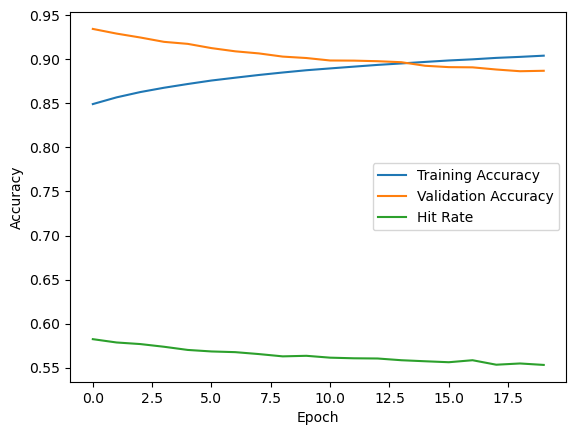 0.95
0.90
0.85
0.80
0.75
0.70
0.65
0.60
0.55
Accuracy
Training Accuracy
Validation Accuracy
Hit Rate
0.0 2.5 5.0 7.5 10.0 12.5 15.0 17.5
Epoch